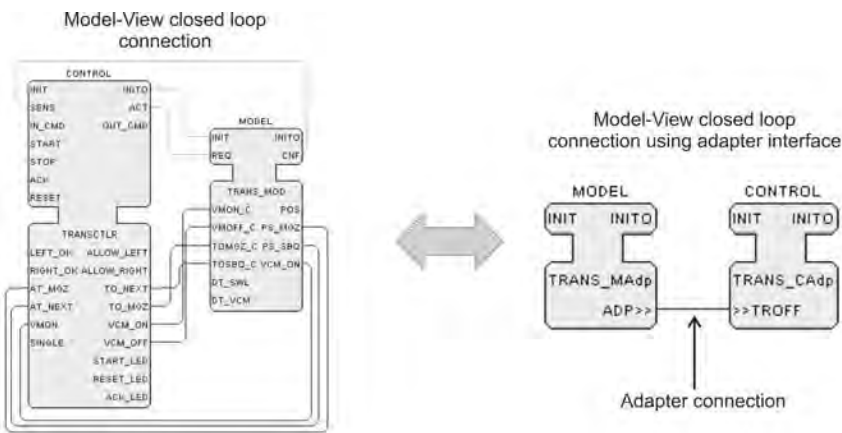 Model-View closed loop
connection
CONTROL
INIT INITO
SENS ACT
IN_CMD OUT_CMD
START
STOP
ACK
RESET
TRANSCTLR
LEFT_OK ALLOW_LEFT
RIGHT_OK ALLOW_RIGHT
AT_MOZ TO_NEXT
AT_NEXT TO_MOZ
VMON VCM_ON
SINGLE VCM_OFF
START_LED
RESET_LED
ACK_LED
MODEL
INIT INITO
REQ CNF
TRANS_MOD
VMON_C POS
VMOFF_C PS_MOZ
TOMOZ_C PS_SBQ
TOSBQ_C VCM_ON
DT_SWL
DT_VCM
Model-View closed loop
connection using adapter interface
MODEL CONTROL
INIT INITO INIT INITO
TRANS_MAdp TRANS_CAdp
ADP>> >>TROFF
Adapter connection